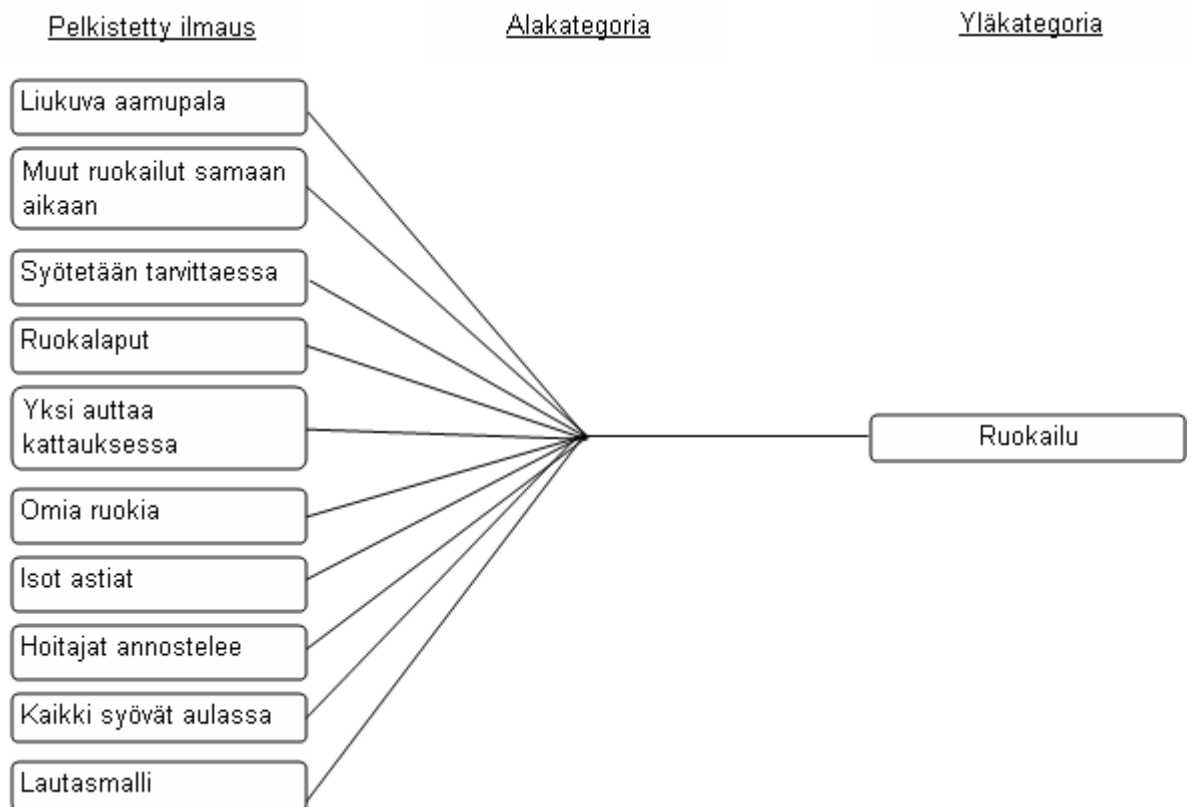 Pelkistetty ilmaus
Alakategoria
Yläkategoria
Liukuva aamupala
Muut ruokailut samaan
aikaan
Syötetään tarvittaessa
Ruokalaput
Yksi auttaa
kattauksessa
Omia ruokia
Isot astiat
Hoitajat annostelee
Kaikki syövät aulassa
Lautasmalli
Ruokailu